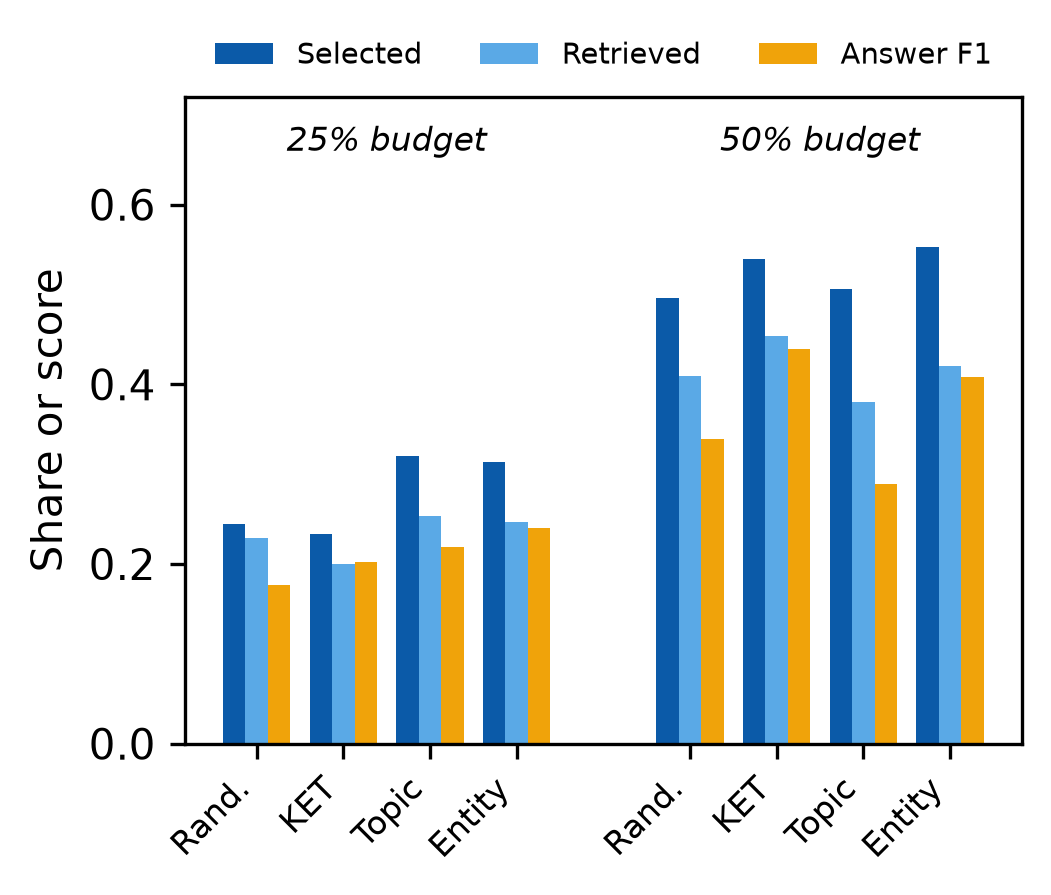 Selected Retrieved Answer F1
25% budget 50% budget
0.6
0.4
0.2
0.0
Share or score
Rand. KET Topic Entity Rand. KET Topic Entity